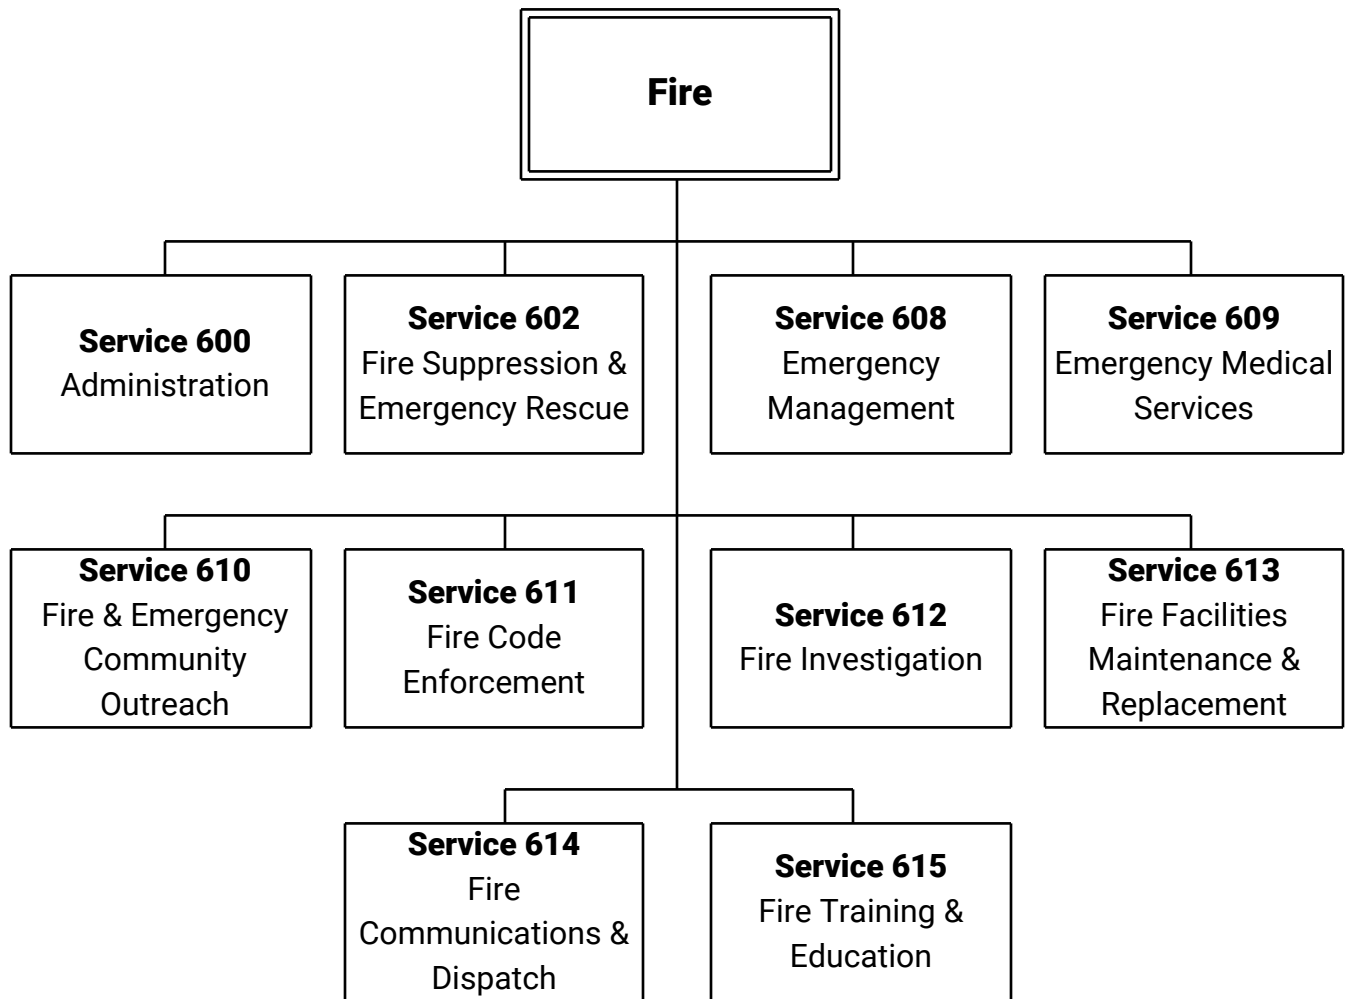 Fire
Service 600
Administration
Service 602
Fire Suppression &
Emergency Rescue
Service 608
Emergency
Management
Service 609
Emergency Medical
Services
Service 610
Fire & Emergency
Community
Outreach
Service 611
Fire Code
Enforcement
Service 612
Fire Investigation
Service 613
Fire Facilities
Maintenance &
Replacement
Service 614
Fire
Communications &
Dispatch
Service 615
Fire Training &
Education